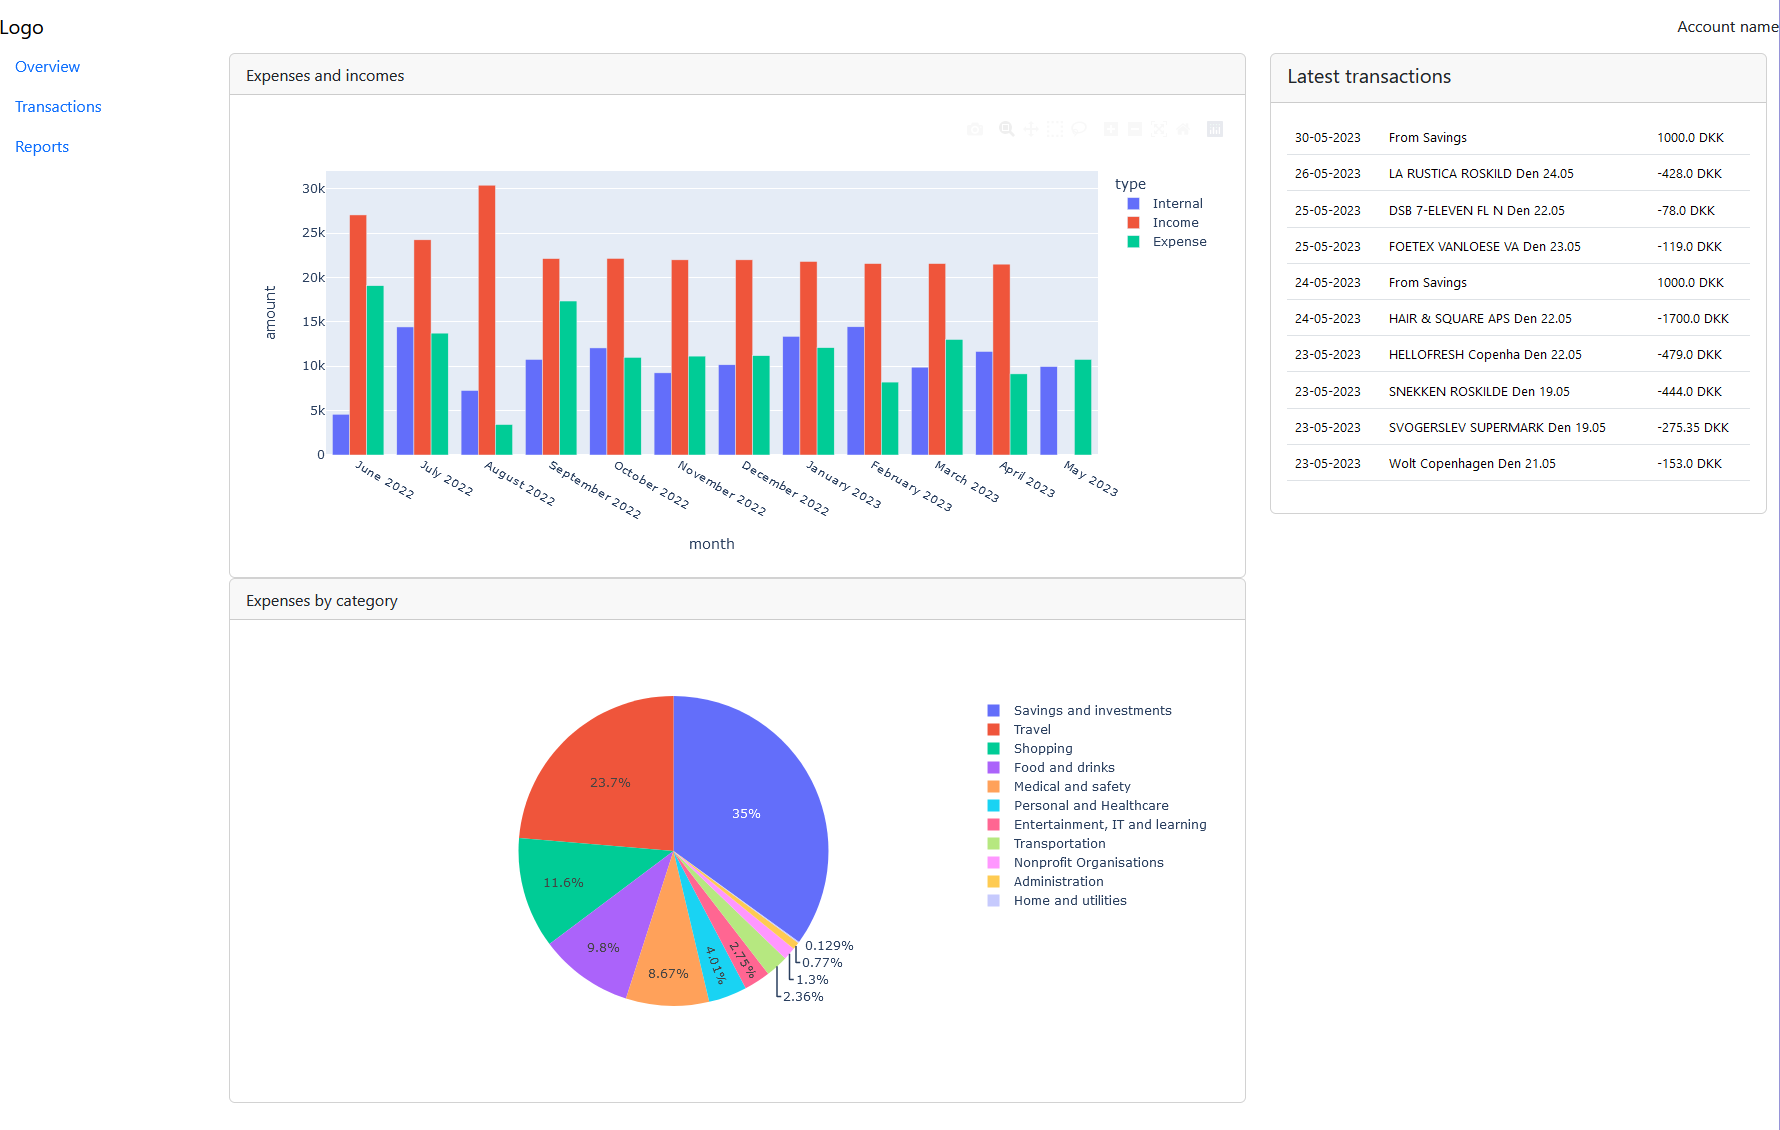 Logo
Account name
Overview
Transactions
Reports
Expenses and incomes
30k
25k
20k
15k
10k
5k
0
amount
June 2022
July 2022
August 2022
September 2022
October 2022
November 2022
December 2022
January 2023
February 2023
March 2023
April 2023
May 2023
month
type
Internal
Income
Expense
Expenses by category
35%
23.7%
11.6%
9.8%
8.67%
4.01%
2.75%
2.36%
1.3%
0.77%
0.129%
Savings and investments
Travel
Shopping
Food and drinks
Medical and safety
Personal and Healthcare
Entertainment, IT and learning
Transportation
Nonprofit Organisations
Administration
Home and utilities
Latest transactions
30-05-2023 From Savings 1000.0 DKK
26-05-2023 LA RUSTICA ROSKILD Den 24.05 -428.0 DKK
25-05-2023 DSB 7-ELEVEN FL N Den 22.05 -78.0 DKK
25-05-2023 FOETEX VANLOESE VA Den 23.05 -119.0 DKK
24-05-2023 From Savings 1000.0 DKK
24-05-2023 HAIR & SQUARE APS Den 22.05 -1700.0 DKK
23-05-2023 HELLOFRESH Copenha Den 22.05 -479.0 DKK
23-05-2023 SNEKKEN ROSKILDE Den 19.05 -444.0 DKK
23-05-2023 SVOGERSLEV SUPERMARK Den 19.05 -275.35 DKK
23-05-2023 Wolt Copenhagen Den 21.05 -153.0 DKK